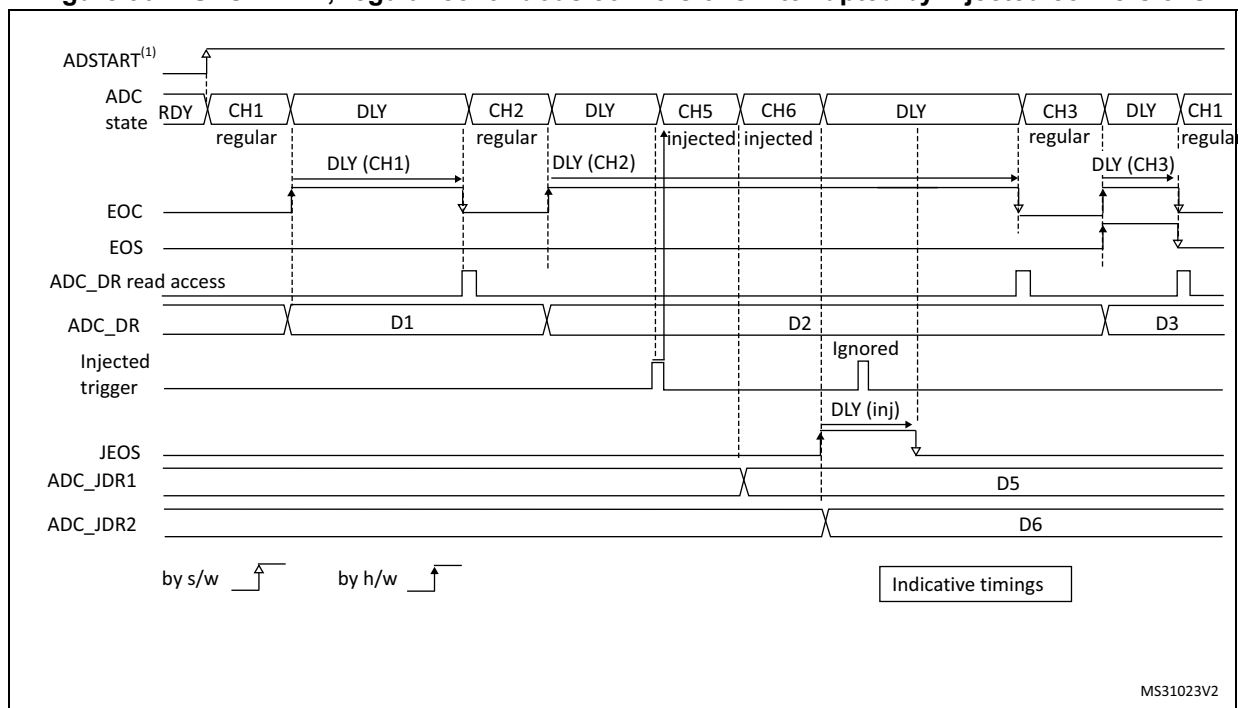 ADSTART(1)
ADC state
RDY CH1 DLY CH2 DLY CH5 CH6 DLY CH3 DLY CH1
regular regular injected injected regular regular
DLY (CH1) DLY (CH2) DLY (CH3)
EOC
EOS
ADC_DR read access
ADC_DR D1 D2 D3
Injected trigger
Ignored
DLY (inj)
JEOS
ADC_JDR1 D5
ADC_JDR2 D6
by s/w by h/w
Indicative timings
MS31023V2